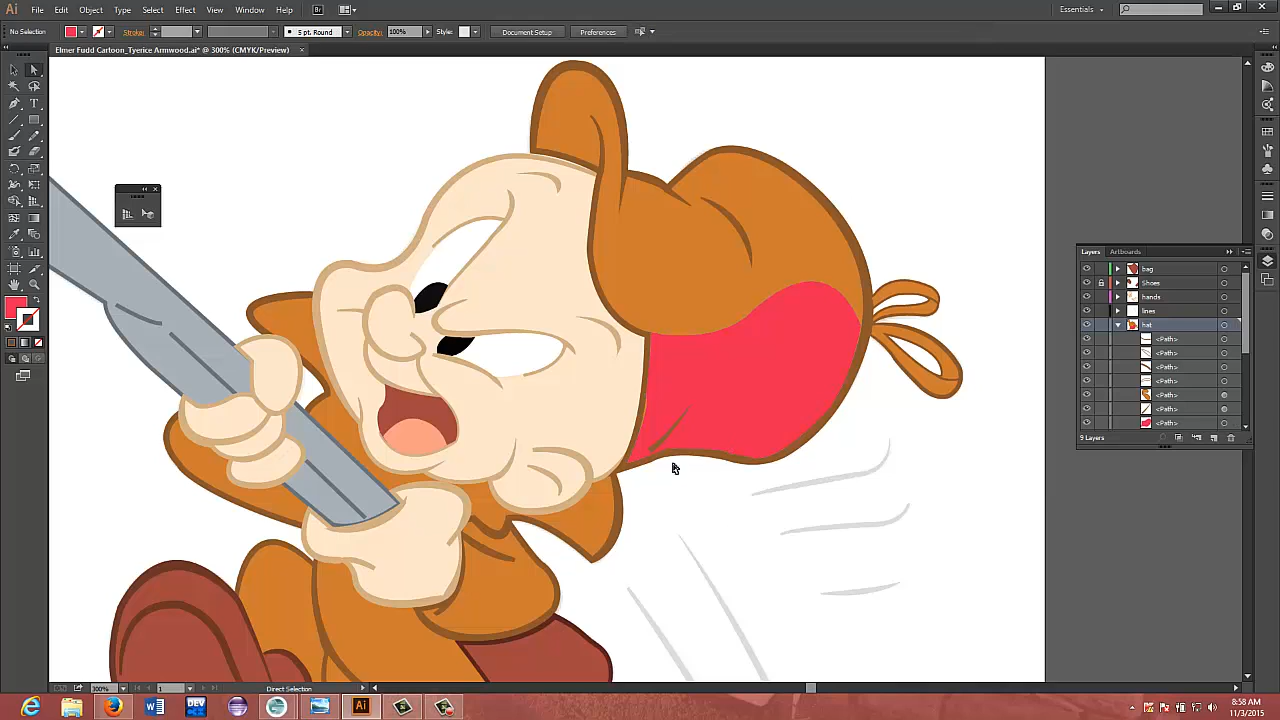 Ai File Edit Object Type Select Effect View Window Help Br Essentials
No Selection Stroke: 5 pt. Round Opacity: 100% Style: Document Setup Preferences
Elmer Fudd Cartoon_Tyerice Armwood.ai* @ 300% (CMYK/Preview)
Layers Artboards
bag
Shoes
hands
lines
hat
<Path>
<Path>
<Path>
<Path>
<Path>
<Path>
<Path>
9 Layers
300% 1 Direct Selection
DEV
Ai
8:58 AM
11/3/2015